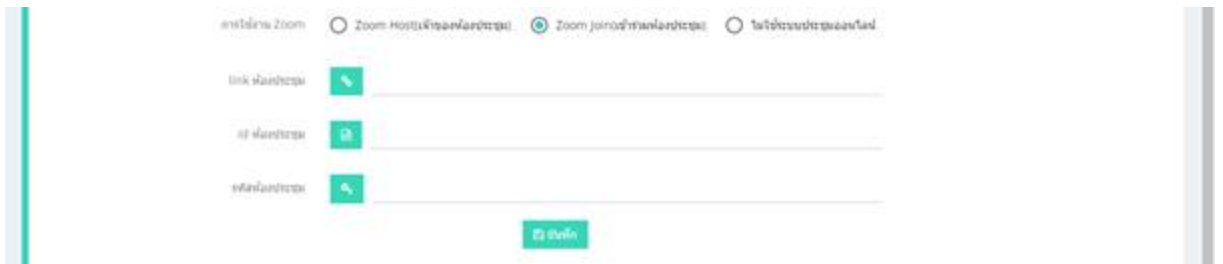 การใช้งาน Zoom Zoom Host(เจ้าของห้องประชุม) Zoom Join(เข้าร่วมห้องประชุม) ไม่ใช้ระบบประชุมออนไลน์
link ห้องประชุม
id ห้องประชุม
รหัสห้องประชุม
บันทึก